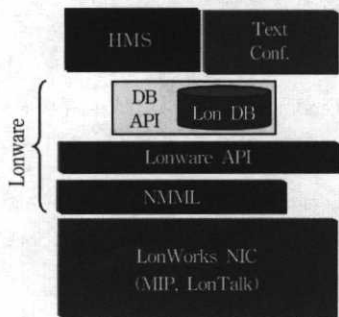 HMS
Text
Conf.
DB
API
Lon DB
Lonware
Lonware API
NMML
LonWorks NIC
(MIP, LonTalk)